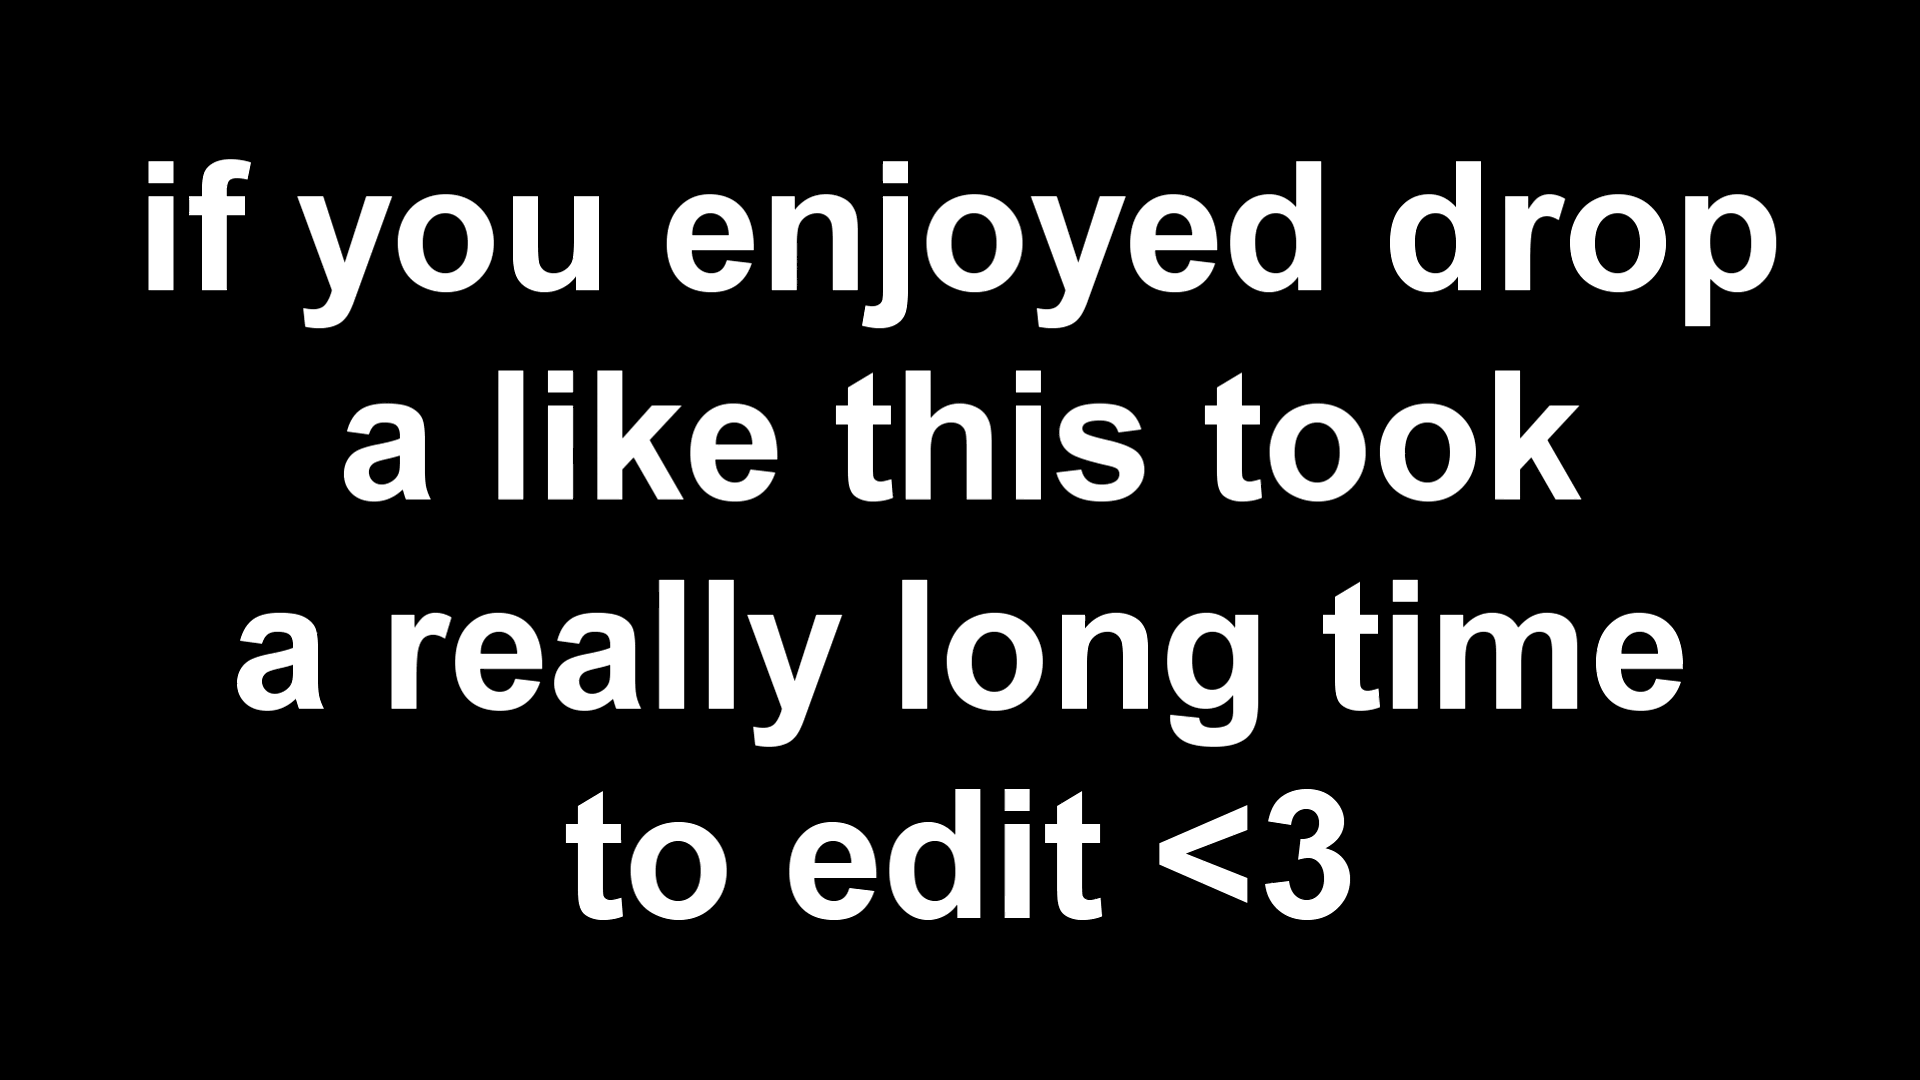 if you enjoyed drop
a like this took
a really long time
to edit <3